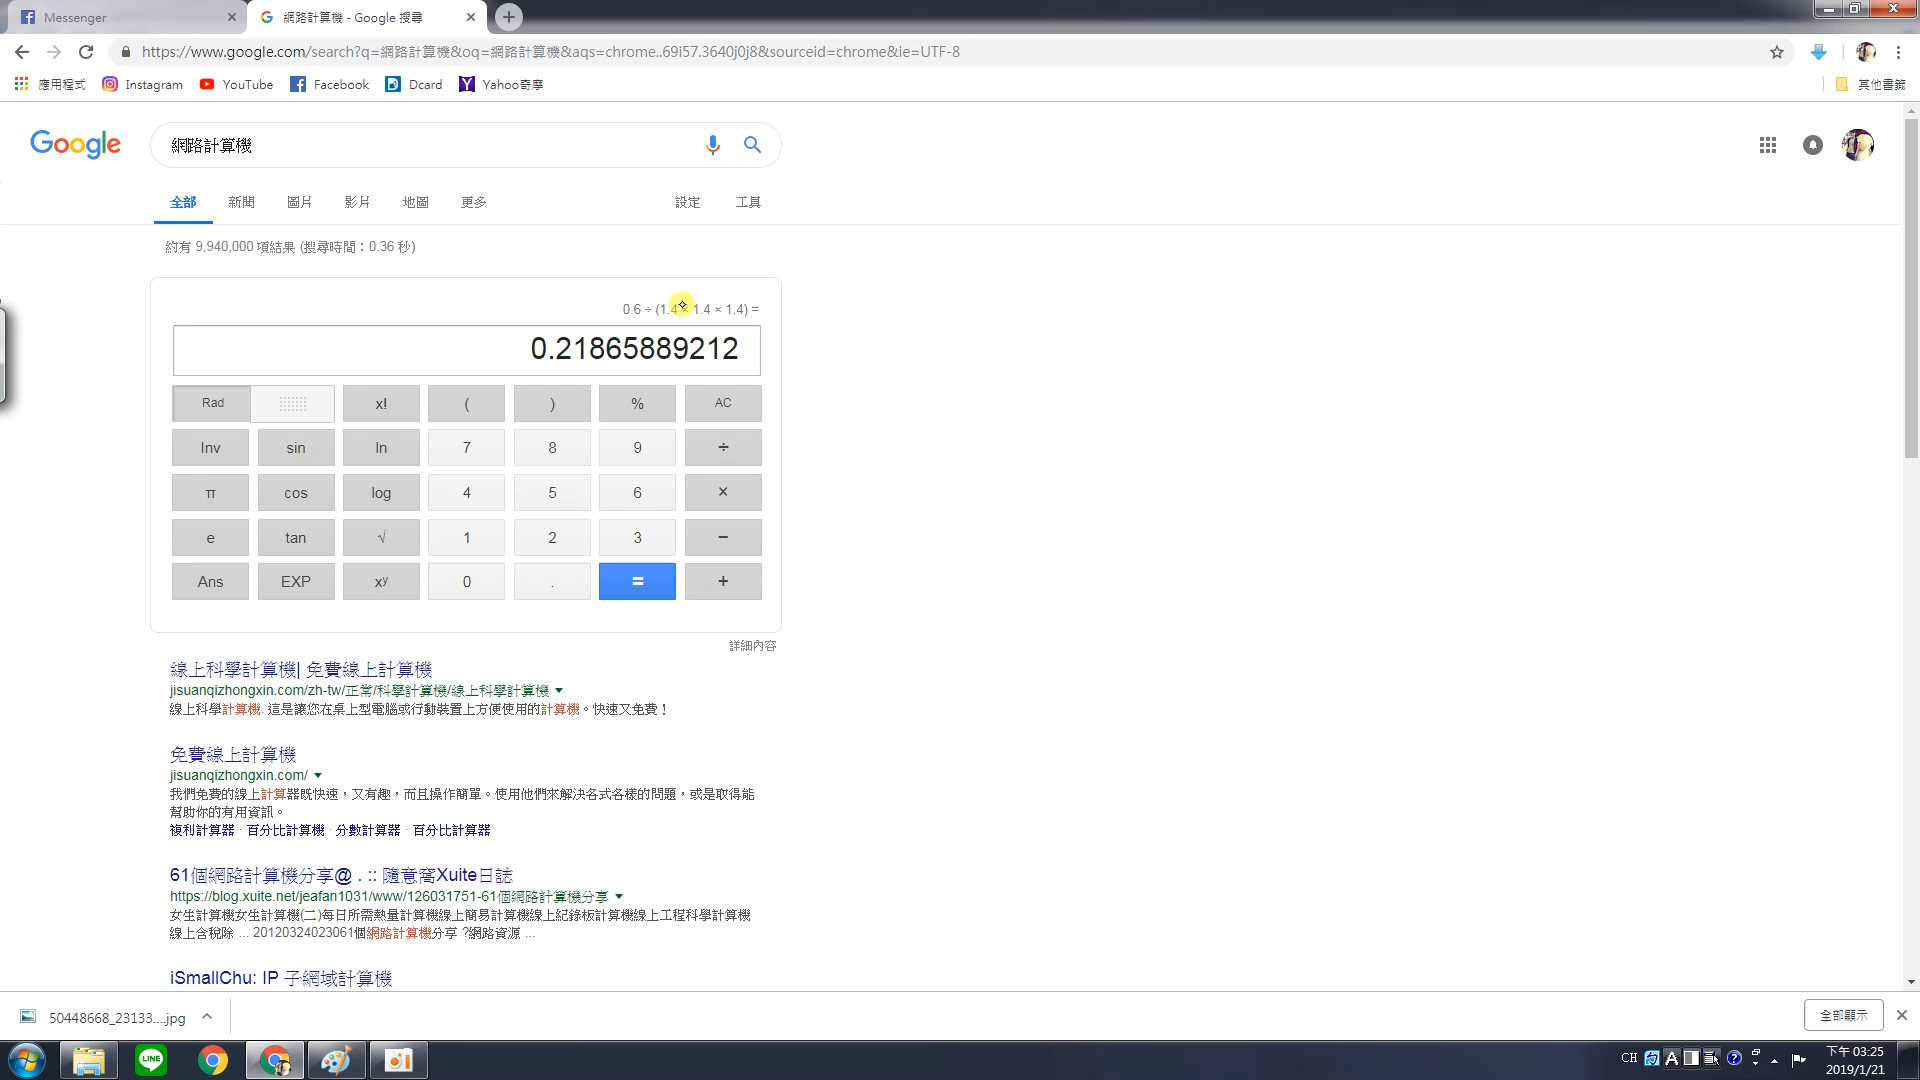 Messenger
網路計算機 - Google 搜尋
https://www.google.com/search?q=網路計算機&oq=網路計算機&aqs=chrome..69i57.3640j0j8&sourceid=chrome&ie=UTF-8
應用程式 Instagram YouTube Facebook Dcard Yahoo奇摩 其他書籤
Google 網路計算機
全部 新聞 圖片 影片 地圖 更多 設定 工具
約有 9,940,000 項結果 (搜尋時間：0.36 秒)
0.6 ÷ (1.4 × 1.4 × 1.4) =
0.21865889212
Rad x! ( ) % AC
Inv sin ln 7 8 9 ÷
π cos log 4 5 6 ×
e tan √ 1 2 3 −
Ans EXP xʸ 0 . = +
詳細內容
線上科學計算機| 免費線上計算機
jisuanqizhongxin.com/zh-tw/正常/科學計算機/線上科學計算機
線上科學計算機. 這是讓您在桌上型電腦或行動裝置上方便使用的計算機。快速又免費！
免費線上計算機
jisuanqizhongxin.com/
我們免費的線上計算器既快速，又有趣，而且操作簡單。使用他們來解決各式各樣的問題，或是取得能
幫助你的有用資訊。
複利計算器 · 百分比計算機 · 分數計算器 · 百分比計算器
61個網路計算機分享@ . :: 隨意窩Xuite日誌
https://blog.xuite.net/jeafan1031/www/126031751-61個網路計算機分享
女生計算機女生計算機(二)每日所需熱量計算機線上簡易計算機線上紀錄板計算機線上工程科學計算機
線上含稅除 ... 20120324023061個網路計算機分享 ?網路資源 ...
iSmallChu: IP 子網域計算機
50448668_23133....jpg
全部顯示
LINE
CH
下午 03:25
2019/1/21